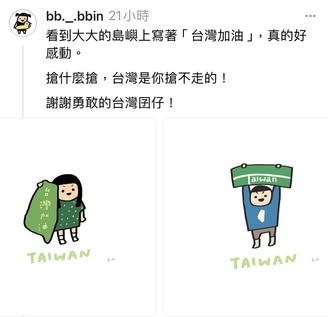 bb._.bbin 21小時
看到大大的島嶼上寫著「台灣加油」，真的好
感動。
搶什麼搶，台灣是你搶不走的！
謝謝勇敢的台灣囝仔！
台灣加油
TAIWAN
Taiwan
TAIWAN